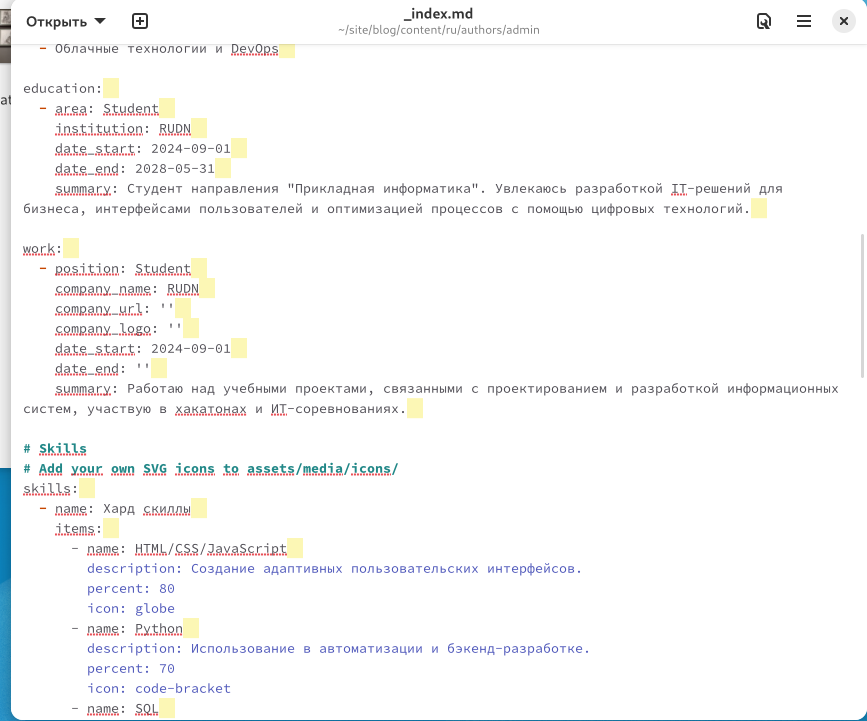 Открыть
_index.md
~/site/blog/content/ru/authors/admin
- Облачные технологии и DevOps
education:
- area: Student
institution: RUDN
date_start: 2024-09-01
date_end: 2028-05-31
summary: Студент направления "Прикладная информатика". Увлекаюсь разработкой IT-решений для
бизнеса, интерфейсами пользователей и оптимизацией процессов с помощью цифровых технологий.
work:
- position: Student
company_name: RUDN
company_url: ''
company_logo: ''
date_start: 2024-09-01
date_end: ''
summary: Работаю над учебными проектами, связанными с проектированием и разработкой информационных
систем, участвую в хакатонах и ИТ-соревнованиях.
# Skills
# Add your own SVG icons to assets/media/icons/
skills:
- name: Хард скиллы
items:
- name: HTML/CSS/JavaScript
description: Создание адаптивных пользовательских интерфейсов.
percent: 80
icon: globe
- name: Python
description: Использование в автоматизации и бэкенд-разработке.
percent: 70
icon: code-bracket
- name: SQL